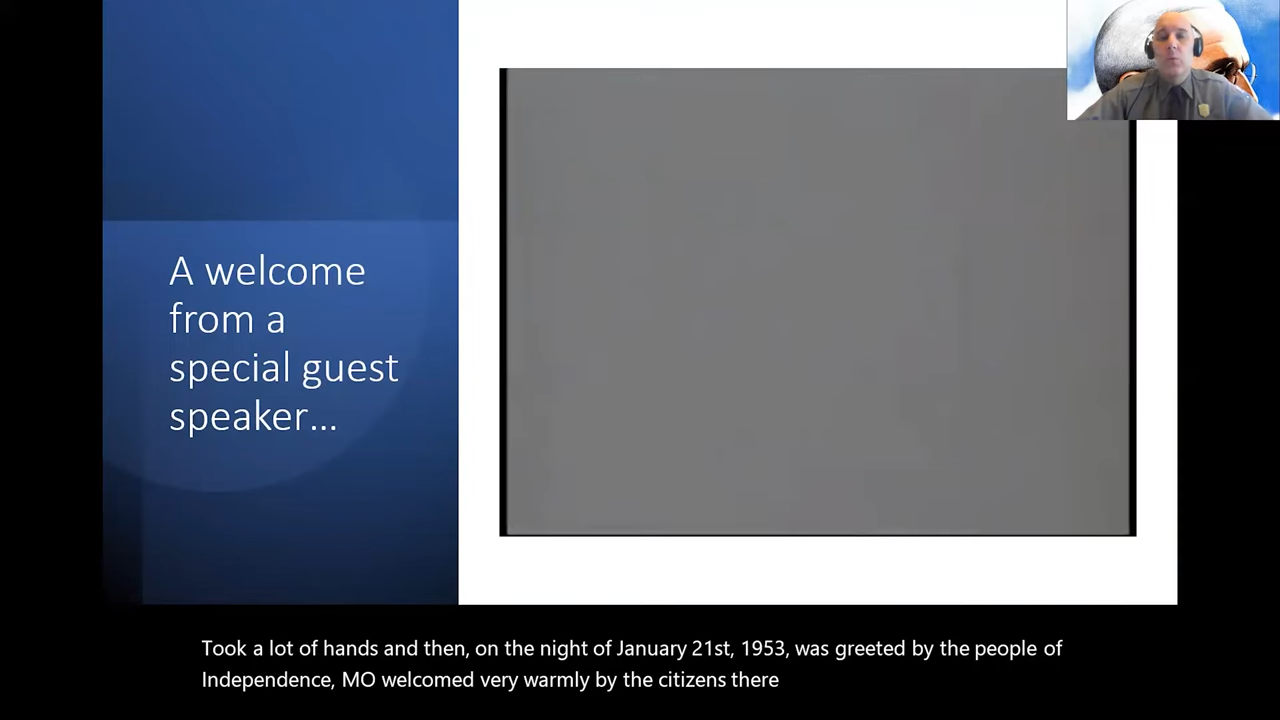 A welcome
from a
special guest
speaker...
Took a lot of hands and then, on the night of January 21st, 1953, was greeted by the people of
Independence, MO welcomed very warmly by the citizens there